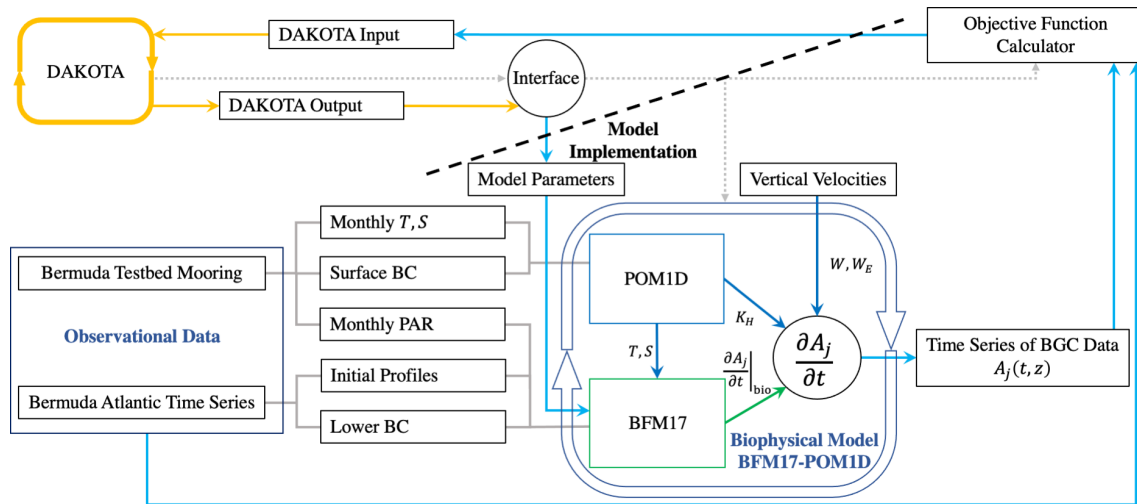 DAKOTA Input
Objective Function
Calculator
DAKOTA
Interface
DAKOTA Output
Model
Implementation
Model Parameters
Vertical Velocities
Monthly T, S
Bermuda Testbed Mooring
Surface BC
POM1D
W, W_E
K_H
Observational Data
Monthly PAR
T, S
∂A_j/∂t
∂A_j/∂t|_bio
Time Series of BGC Data
A_j(t, z)
Initial Profiles
Bermuda Atlantic Time Series
Lower BC
BFM17
Biophysical Model
BFM17-POM1D